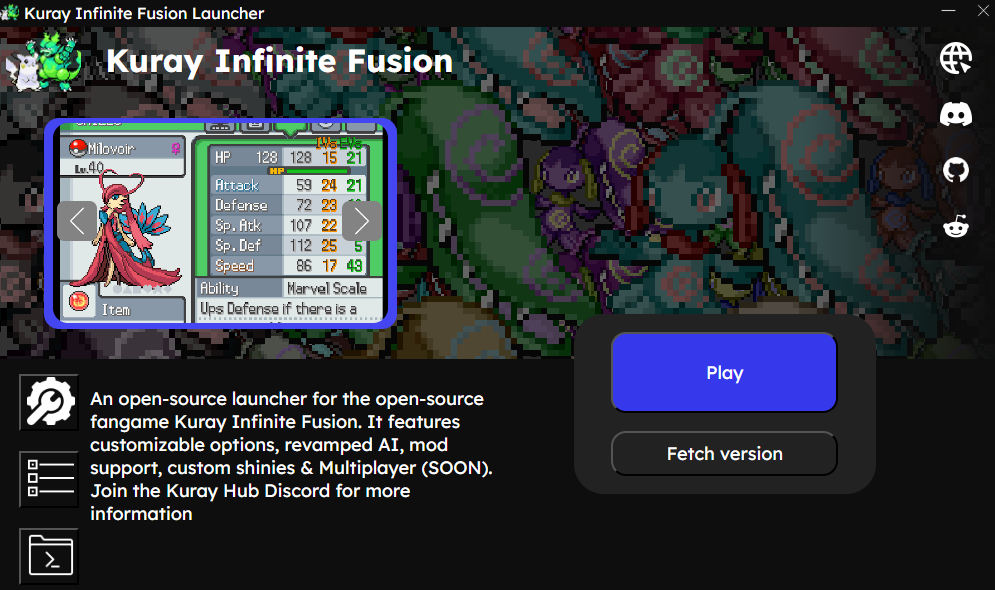 Kuray Infinite Fusion Launcher
Kuray Infinite Fusion
IVs EVs
Milovoir
Lv.40
HP 128 128 15 21
HP
Attack 59 24 21
Defense 72 23
Sp. Atk 107 22
Sp. Def 112 25 5
Speed 86 17 43
Ability Marvel Scale
Item
Ups Defense if there is a
Play
Fetch version
An open-source launcher for the open-source
fangame Kuray Infinite Fusion. It features
customizable options, revamped AI, mod
support, custom shinies & Multiplayer (SOON).
Join the Kuray Hub Discord for more
information